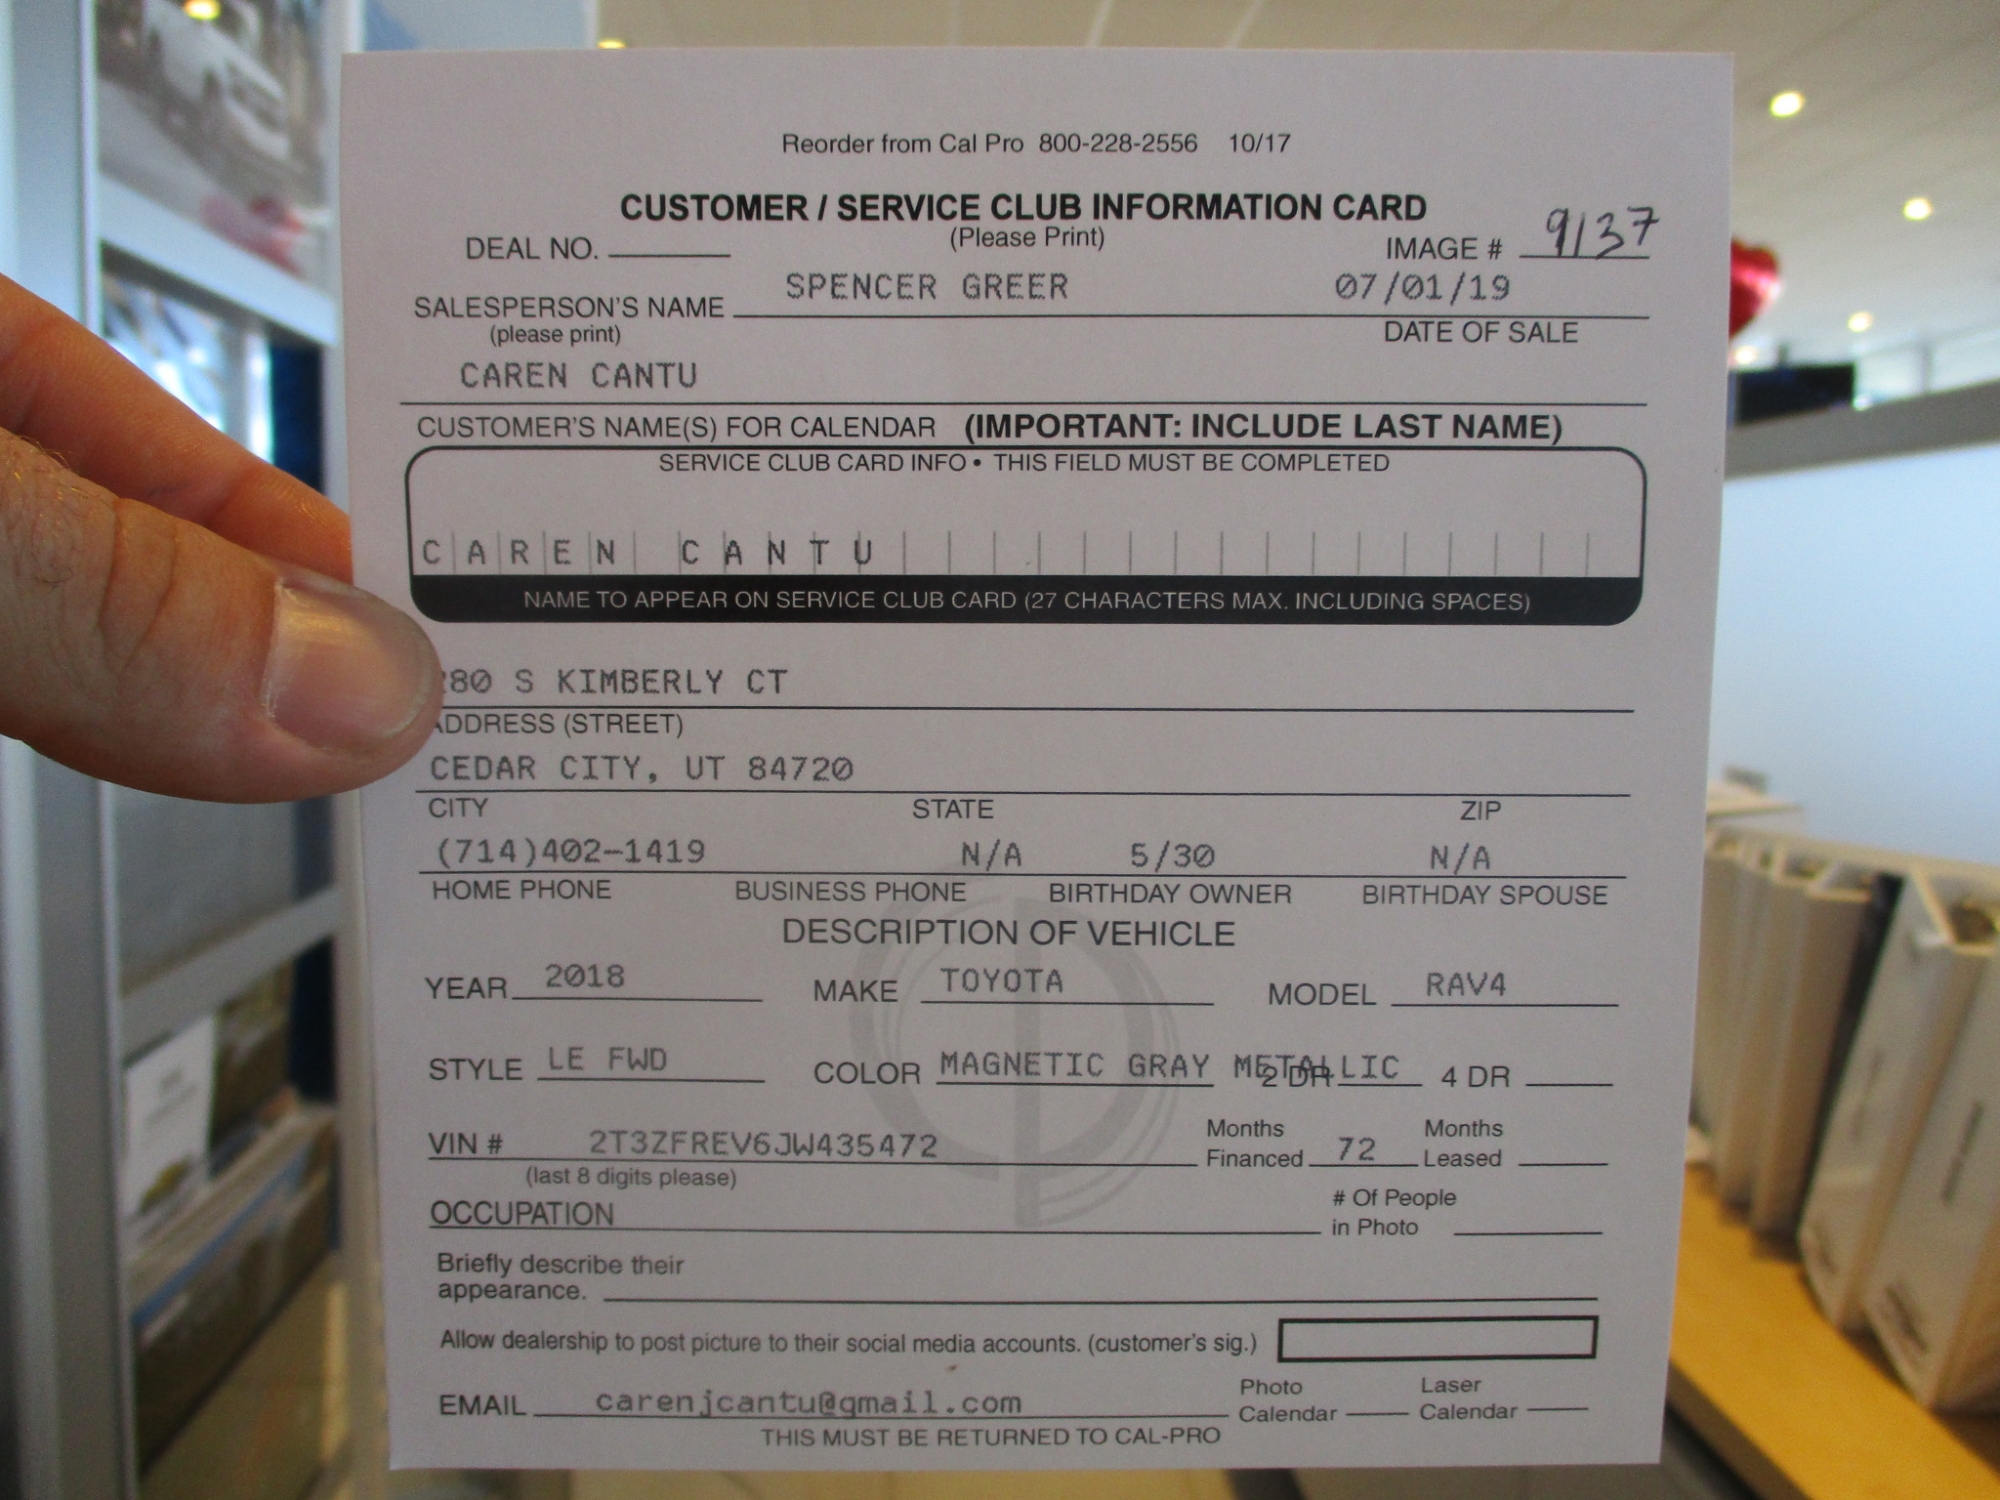 Reorder from Cal Pro 800-228-2556 10/17
CUSTOMER / SERVICE CLUB INFORMATION CARD
(Please Print)
DEAL NO. IMAGE # 9137
SALESPERSON'S NAME SPENCER GREER 07/01/19
(please print) DATE OF SALE
CAREN CANTU
CUSTOMER'S NAME(S) FOR CALENDAR (IMPORTANT: INCLUDE LAST NAME)
SERVICE CLUB CARD INFO • THIS FIELD MUST BE COMPLETED
CAREN CANTU
NAME TO APPEAR ON SERVICE CLUB CARD (27 CHARACTERS MAX. INCLUDING SPACES)
S KIMBERLY CT
ADDRESS (STREET)
CEDAR CITY, UT 84720
CITY STATE ZIP
(714)402-1419 N/A 5/30 N/A
HOME PHONE BUSINESS PHONE BIRTHDAY OWNER BIRTHDAY SPOUSE
DESCRIPTION OF VEHICLE
YEAR 2018 MAKE TOYOTA MODEL RAV4
STYLE LE FWD COLOR MAGNETIC GRAY METALLIC 2 DR 4 DR
VIN # 2T3ZFREV6JW435472 Months Financed 72 Months Leased
(last 8 digits please)
OCCUPATION # Of People in Photo
Briefly describe their
appearance.
Allow dealership to post picture to their social media accounts. (customer's sig.)
EMAIL carenjcantu@gmail.com Photo Calendar Laser Calendar
THIS MUST BE RETURNED TO CAL-PRO